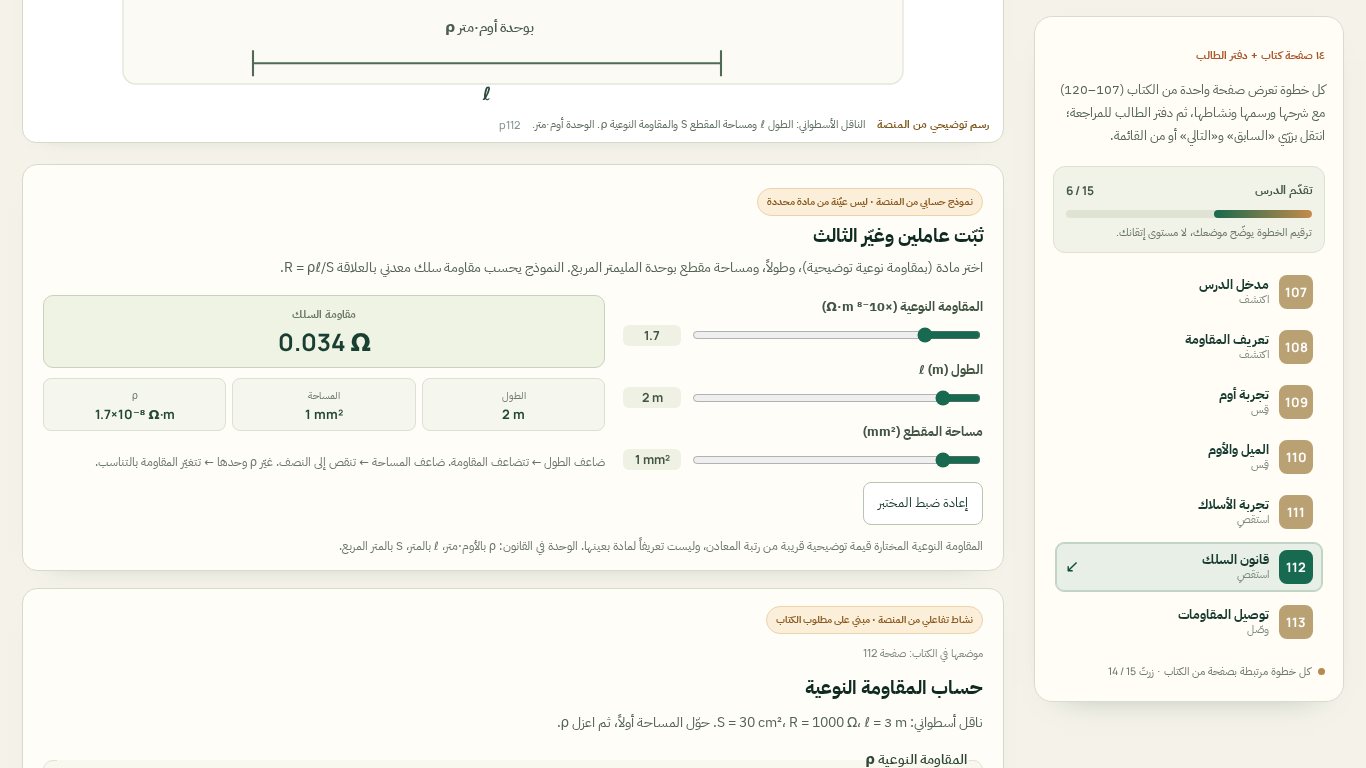 ١٤ صفحة كتاب + دفتر الطالب
كل خطوة تعرض صفحة واحدة من الكتاب (107–120)
مع شرحها ورسمها ونشاطها، ثم دفتر الطالب للمراجعة؛
انتقل بزرّي «السابق» و«التالي» أو من القائمة.
تقدّم الدرس
6 / 15
ترقيم الخطوة يوضّح موضعك، لا مستوى إتقانك.
107
مدخل الدرس
اكتشف
108
تعريف المقاومة
اكتشف
109
تجربة أوم
قِس
110
الميل والأوم
قِس
111
تجربة الأسلاك
استقصِ
112
قانون السلك
استقصِ
↙
113
توصيل المقاومات
وصّل
كل خطوة مرتبطة بصفحة من الكتاب · زرتَ 15 / 14
بوحدة أوم·متر ρ
ℓ
رسم توضيحي من المنصة
الناقل الأسطواني: الطول ℓ ومساحة المقطع S والمقاومة النوعية ρ. الوحدة أوم·متر.
p112
نموذج حسابي من المنصة · ليس عيّنة من مادة محددة
ثبّت عاملين وغيّر الثالث
اختر مادة (بمقاومة نوعية توضيحية)، وطولاً، ومساحة مقطع بوحدة المليمتر المربع. النموذج يحسب مقاومة سلك معدني بالعلاقة R = ρℓ/S.
المقاومة النوعية (×10⁻⁸ Ω·m)
1.7
الطول ℓ (m)
2 m
مساحة المقطع (mm²)
1 mm²
إعادة ضبط المختبر
مقاومة السلك
0.034 Ω
الطول
2 m
المساحة
1 mm²
ρ
1.7×10⁻⁸ Ω·m
ضاعف الطول ← تتضاعف المقاومة. ضاعف المساحة ← تنقص إلى النصف. غيّر ρ وحدها ← تتغيّر المقاومة بالتناسب.
المقاومة النوعية المختارة قيمة توضيحية قريبة من رتبة المعادن، وليست تعريفاً لمادة بعينها. الوحدة في القانون: ρ بالأوم·متر، ℓ بالمتر، S بالمتر المربع.
نشاط تفاعلي من المنصة · مبني على مطلوب الكتاب
موضعها في الكتاب: صفحة 112
حساب المقاومة النوعية
ناقل أسطواني: S = 30 cm²، R = 1000 Ω، ℓ = 3 m. حوّل المساحة أولاً، ثم اعزل ρ.
المقاومة النوعية ρ